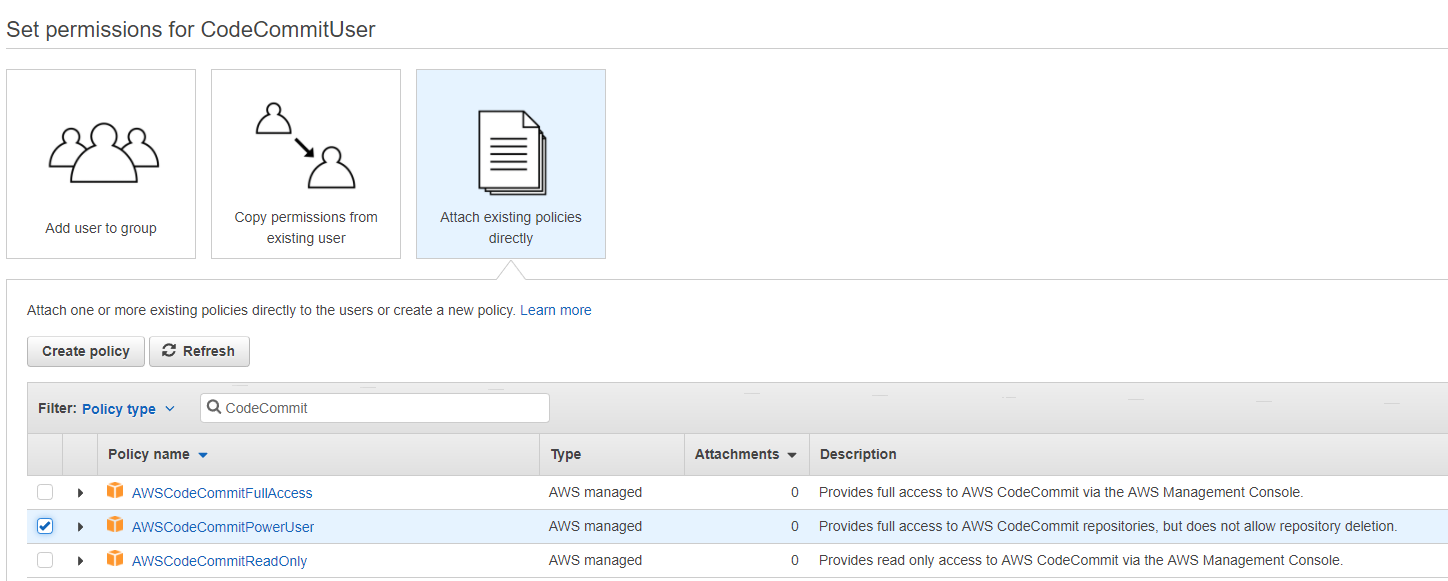 Set permissions for CodeCommitUser
Add user to group
Copy permissions from
existing user
Attach existing policies
directly
Attach one or more existing policies directly to the users or create a new policy. Learn more
Create policy Refresh
Filter: Policy type CodeCommit
Policy name Type Attachments Description
AWSCodeCommitFullAccess AWS managed 0 Provides full access to AWS CodeCommit via the AWS Management Console.
AWSCodeCommitPowerUser AWS managed 0 Provides full access to AWS CodeCommit repositories, but does not allow repository deletion.
AWSCodeCommitReadOnly AWS managed 0 Provides read only access to AWS CodeCommit via the AWS Management Console.